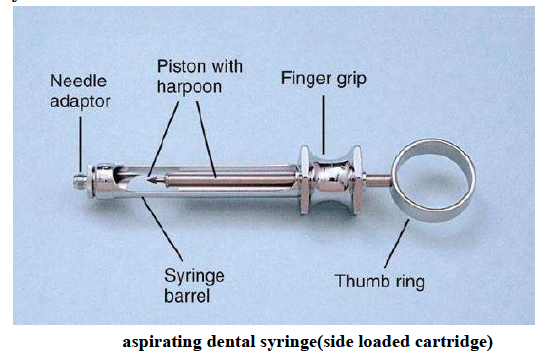 Needle
adaptor
Piston with
harpoon
Finger grip
Syringe
barrel
Thumb ring
aspirating dental syringe(side loaded cartridge)